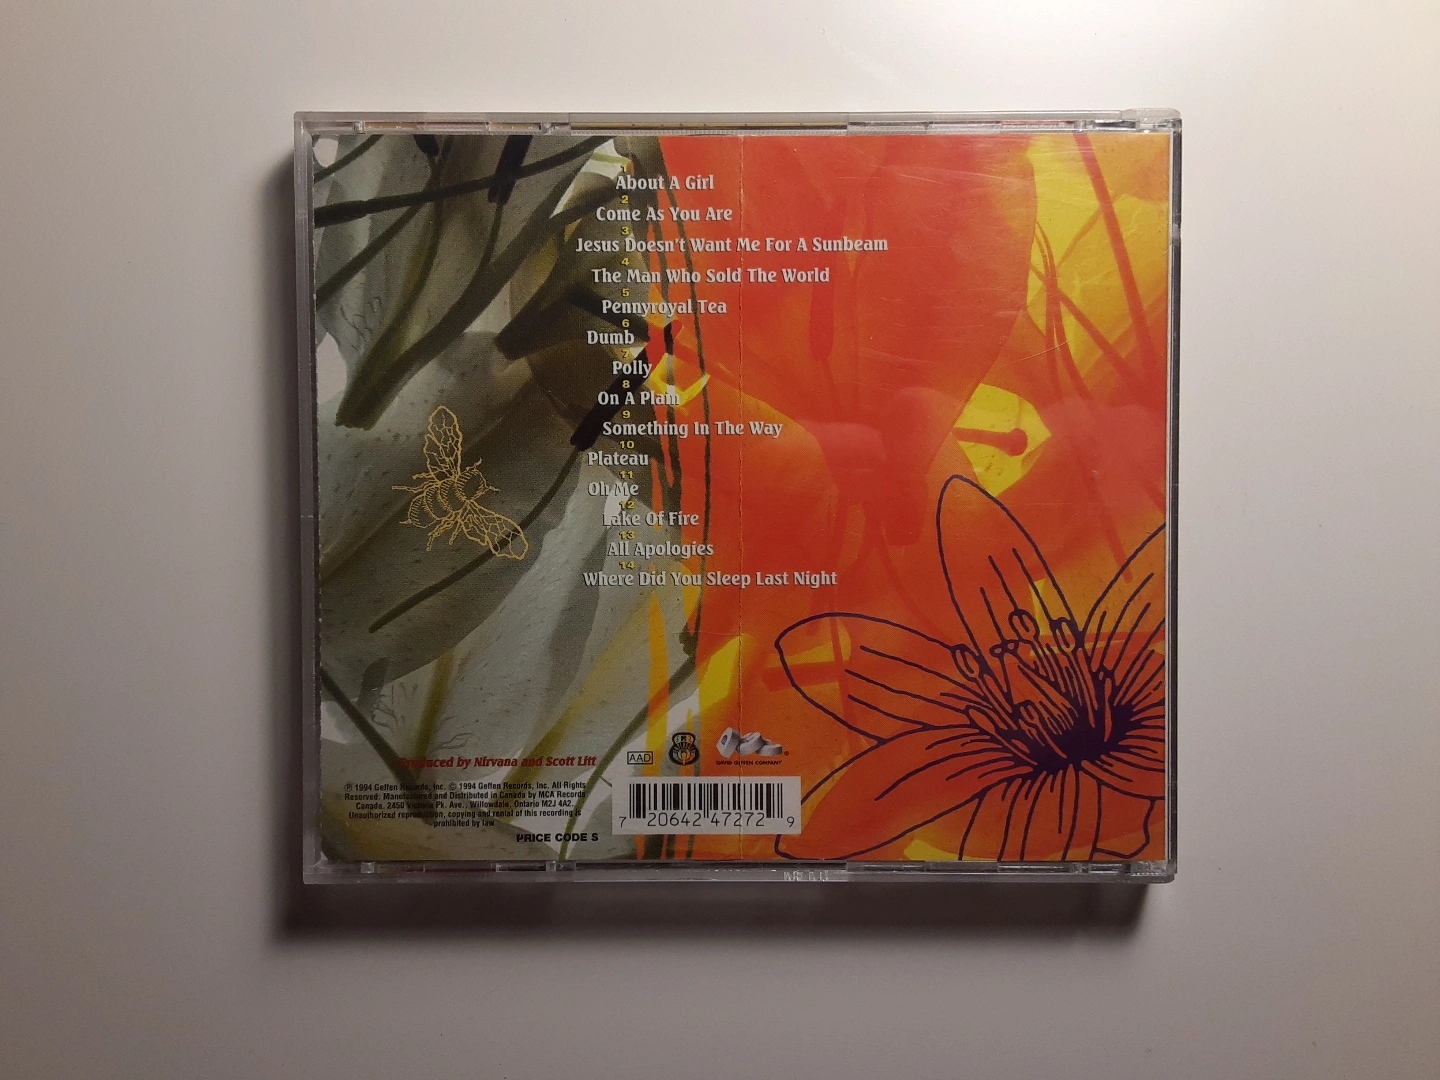 1
About A Girl
2
Come As You Are
3
Jesus Doesn't Want Me For A Sunbeam
4
The Man Who Sold The World
5
Pennyroyal Tea
6
Dumb
7
Polly
8
On A Plain
9
Something In The Way
10
Plateau
11
Oh Me
12
Lake Of Fire
13
All Apologies
14
Where Did You Sleep Last Night
Produced by Nirvana and Scott Litt
AAD
DAVID GEFFEN COMPANY
®
℗ 1994 Geffen Records, Inc. © 1994 Geffen Records, Inc. All Rights
Reserved. Manufactured and Distributed in Canada by MCA Records
Canada. 2450 Victoria Pk. Ave., Willowdale, Ontario M2J 4A2.
Unauthorized reproduction, copying and rental of this recording is
prohibited by law
PRICE CODE S
7 20642 47272 9